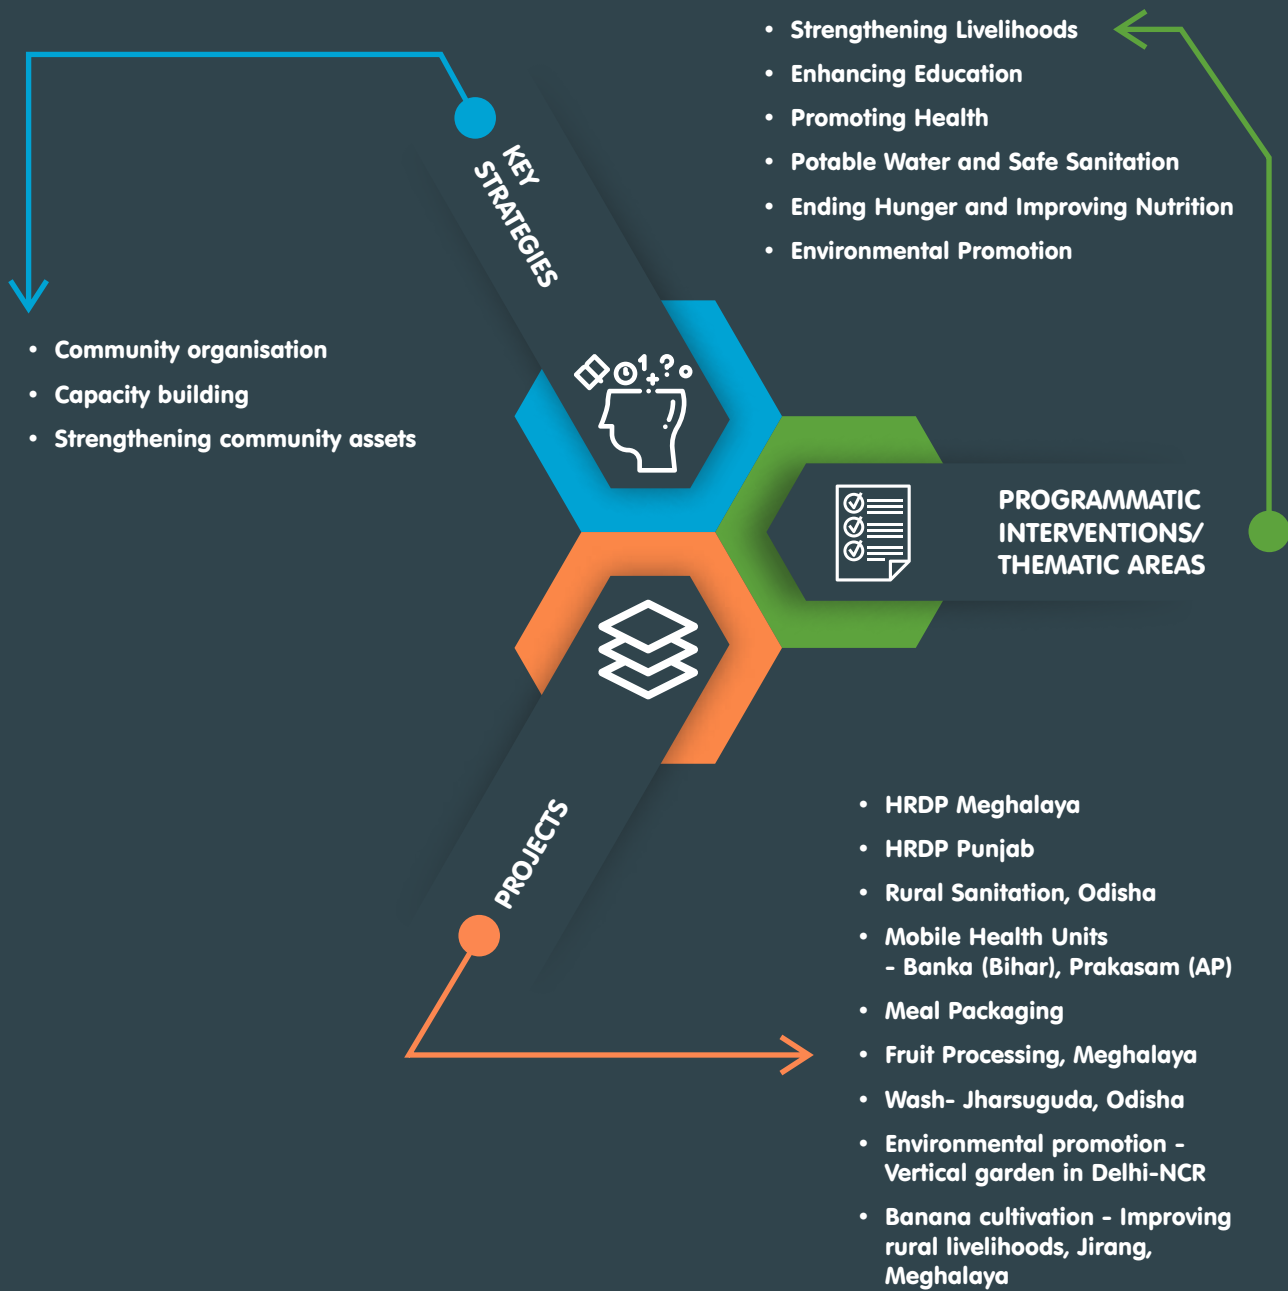 KEY
STRATEGIES
• Community organisation
• Capacity building
• Strengthening community assets
• Strengthening Livelihoods
• Enhancing Education
• Promoting Health
• Potable Water and Safe Sanitation
• Ending Hunger and Improving Nutrition
• Environmental Promotion
1
?
+
PROGRAMMATIC
INTERVENTIONS/
THEMATIC AREAS
PROJECTS
• HRDP Meghalaya
• HRDP Punjab
• Rural Sanitation, Odisha
• Mobile Health Units
- Banka (Bihar), Prakasam (AP)
• Meal Packaging
• Fruit Processing, Meghalaya
• Wash- Jharsuguda, Odisha
• Environmental promotion -
Vertical garden in Delhi-NCR
• Banana cultivation - Improving
rural livelihoods, Jirang,
Meghalaya